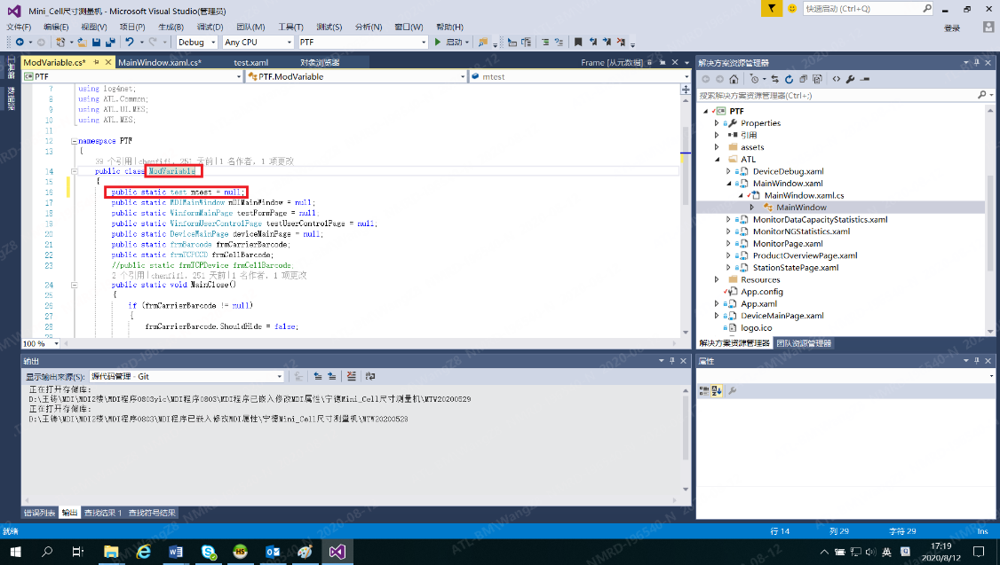 Mini_Cell尺寸测量机 - Microsoft Visual Studio(管理员)
快速启动 (Ctrl+Q)
文件(F) 编辑(E) 视图(V) 项目(P) 生成(B) 调试(D) 团队(M) 工具(T) 测试(S) 分析(N) 窗口(W) 帮助(H)
登录
Debug Any CPU PTF 启动
工具箱
数据源
ModVariable.cs* MainWindow.xaml.cs* test.xaml 对象浏览器 Frame [从元数据]
PTF PTF.ModVariable mtest
7 using log4net;
8 using ATL.Common;
9 using ATL.UI.MES;
10 using ATL.MES;
11
12 namespace PTF
13 {
39 个引用|chenfifi，251 天前|1 名作者，1 项更改
14 public class ModVariable
15 {
16 public static test mtest = null;
17 public static MDIMainWindow mDIMainWindow = null;
18 public static WinformMainPage testFormPage = null;
19 public static WinformUserControlPage testUserControlPage = null;
20 public static DeviceMainPage deviceMainPage = null;
21 public static frmBarcode frmCarrierBarcode;
22 public static frmTCPCCD frmCellBarcode;
23 //public static frmTCPDevice frmCellBarcode;
2 个引用|chenfifi，251 天前|1 名作者，1 项更改
24 public static void MainClose()
25 {
26 if (frmCarrierBarcode != null)
27 {
28 frmCarrierBarcode.ShouldHide = false;
100 %
输出
显示输出来源(S): 源代码管理 - Git
正在打开存储库:
D:\王铸\MDI\MDI2楼\MDI程序0803yic\MDI程序0803\MDI程序已嵌入修改MDI属性\宁德Mini_Cell尺寸测量机\MTW20200529
正在打开存储库:
D:\王铸\MDI\MDI2楼\MDI程序0803\MDI程序已嵌入修改MDI属性\宁德Mini_Cell尺寸测量机\MTW20200529
错误列表 输出 查找结果 1 查找符号结果
解决方案资源管理器
搜索解决方案资源管理器(Ctrl+;)
PTF
Properties
引用
assets
ATL
DeviceDebug.xaml
MainWindow.xaml
MainWindow.xaml.cs
MainWindow
MonitorDataCapacityStatistics.xaml
MonitorNGStatistics.xaml
MonitorPage.xaml
ProductOverviewPage.xaml
StationStatePage.xaml
Resources
App.config
App.xaml
DeviceMainPage.xaml
logo.ico
解决方案资源管理器 团队资源管理器
属性
就绪 行 14 列 29 字符 29 Ins
英
17:19
2020/8/12